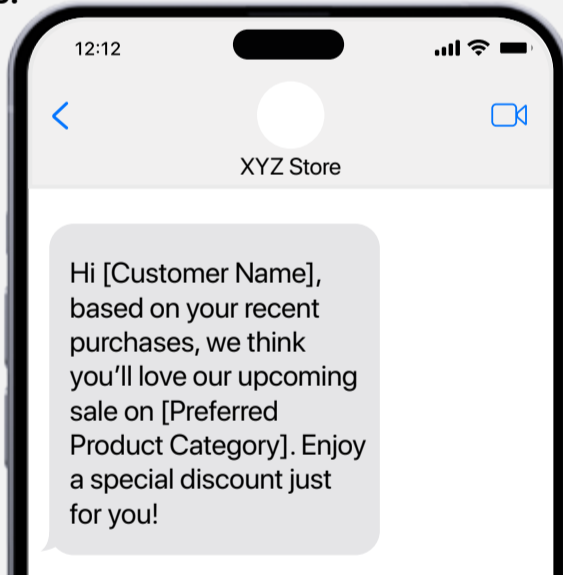 12:12
XYZ Store
Hi [Customer Name],
based on your recent
purchases, we think
you’ll love our upcoming
sale on [Preferred
Product Category]. Enjoy
a special discount just
for you!